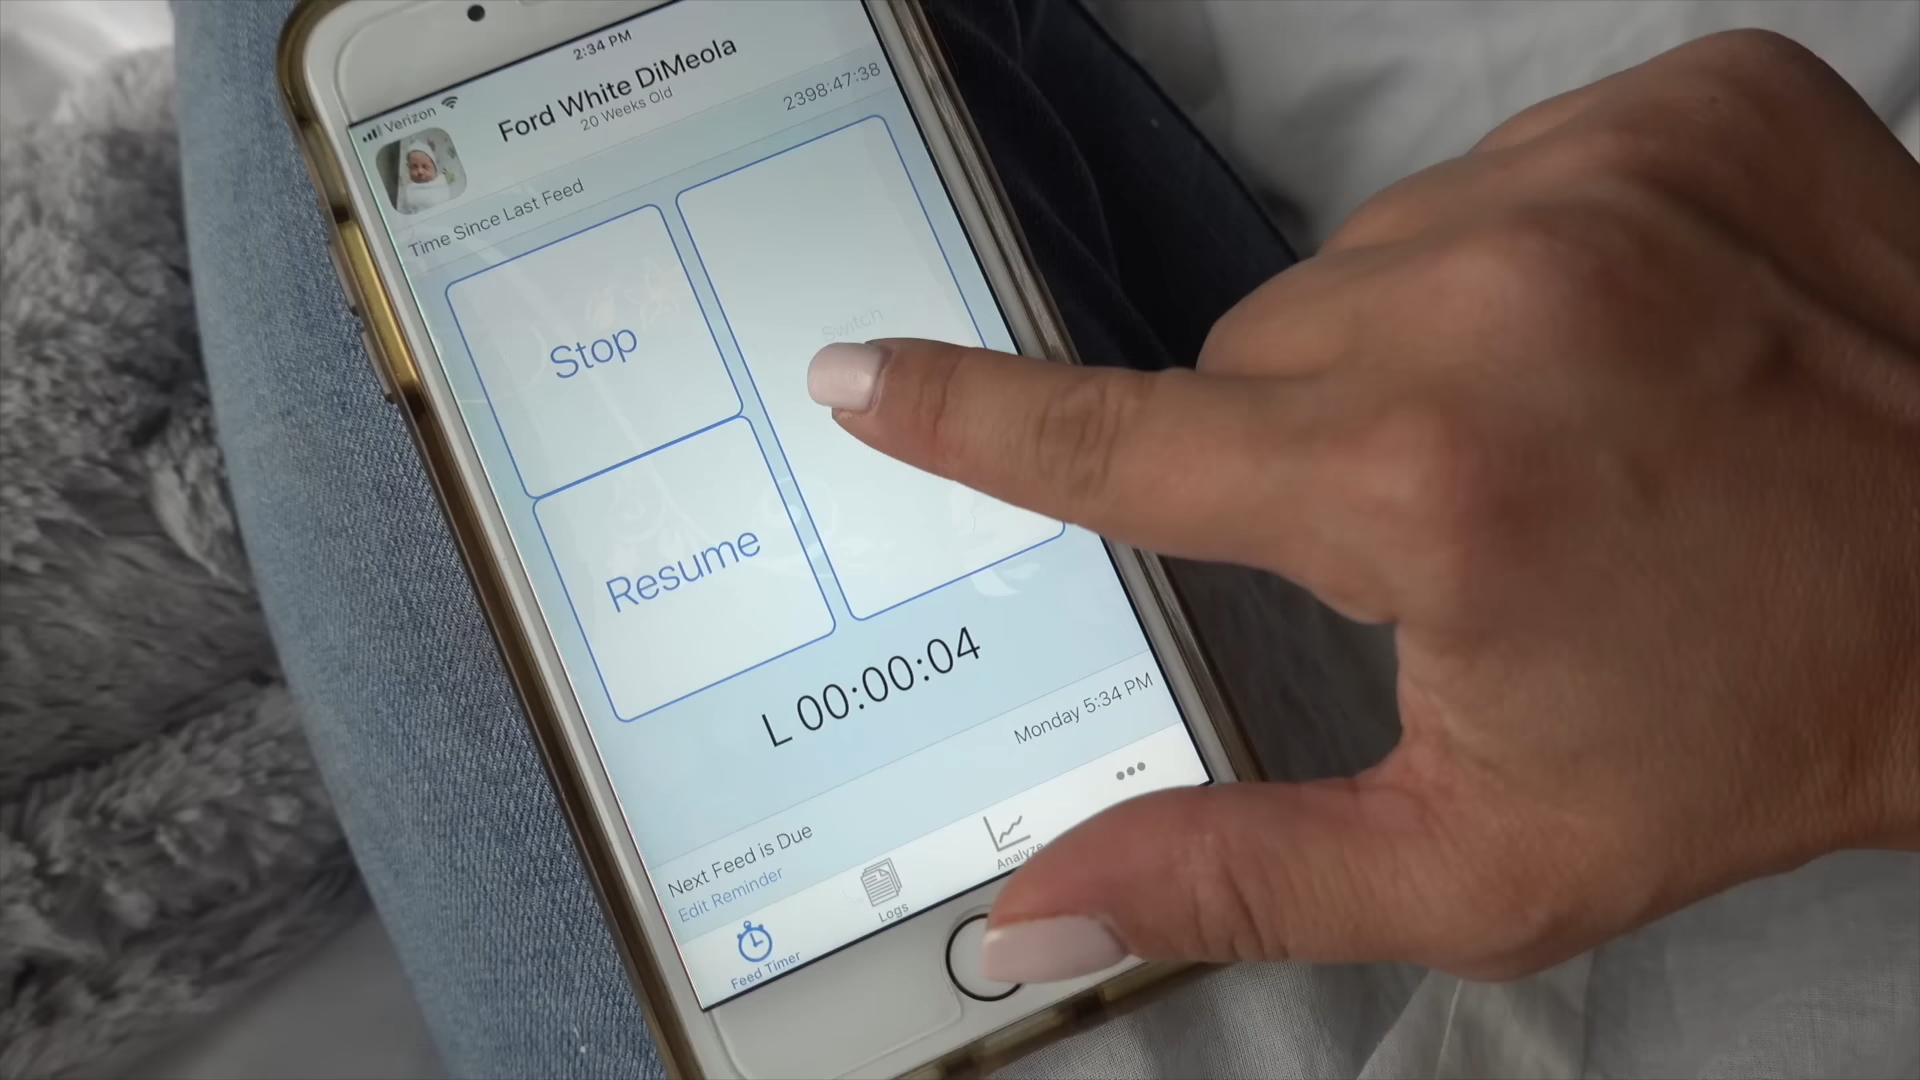 2:34 PM
Verizon
Ford White DiMeola
20 Weeks Old
Time Since Last Feed 2398:47:38
Stop
Switch
Resume
L 00:00:04
Next Feed is Due Monday 5:34 PM
Edit Reminder
Feed Timer
Logs
Analyze